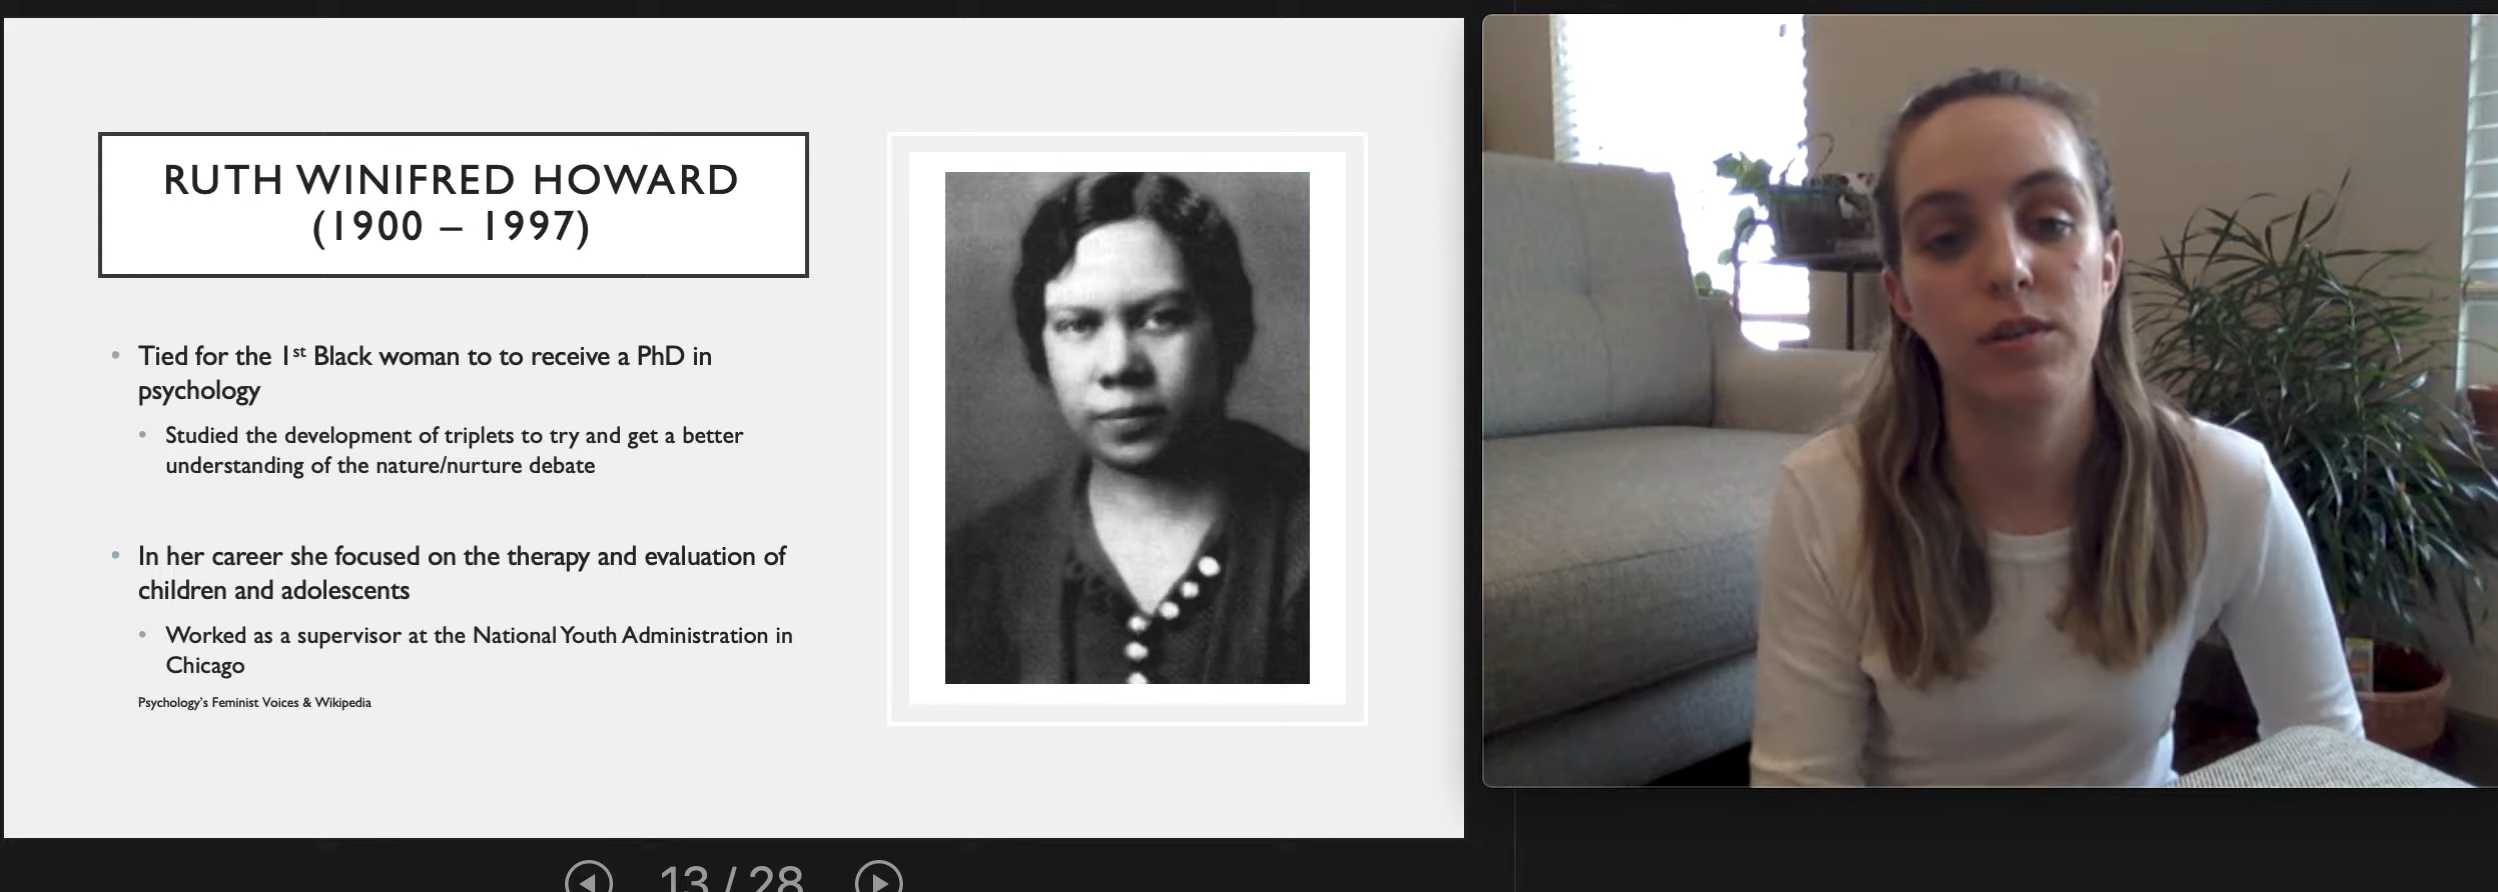 RUTH WINIFRED HOWARD
(1900 – 1997)
• Tied for the 1st Black woman to to receive a PhD in
psychology
• Studied the development of triplets to try and get a better
understanding of the nature/nurture debate
• In her career she focused on the therapy and evaluation of
children and adolescents
• Worked as a supervisor at the National Youth Administration in
Chicago
Psychology's Feminist Voices & Wikipedia
13 / 28